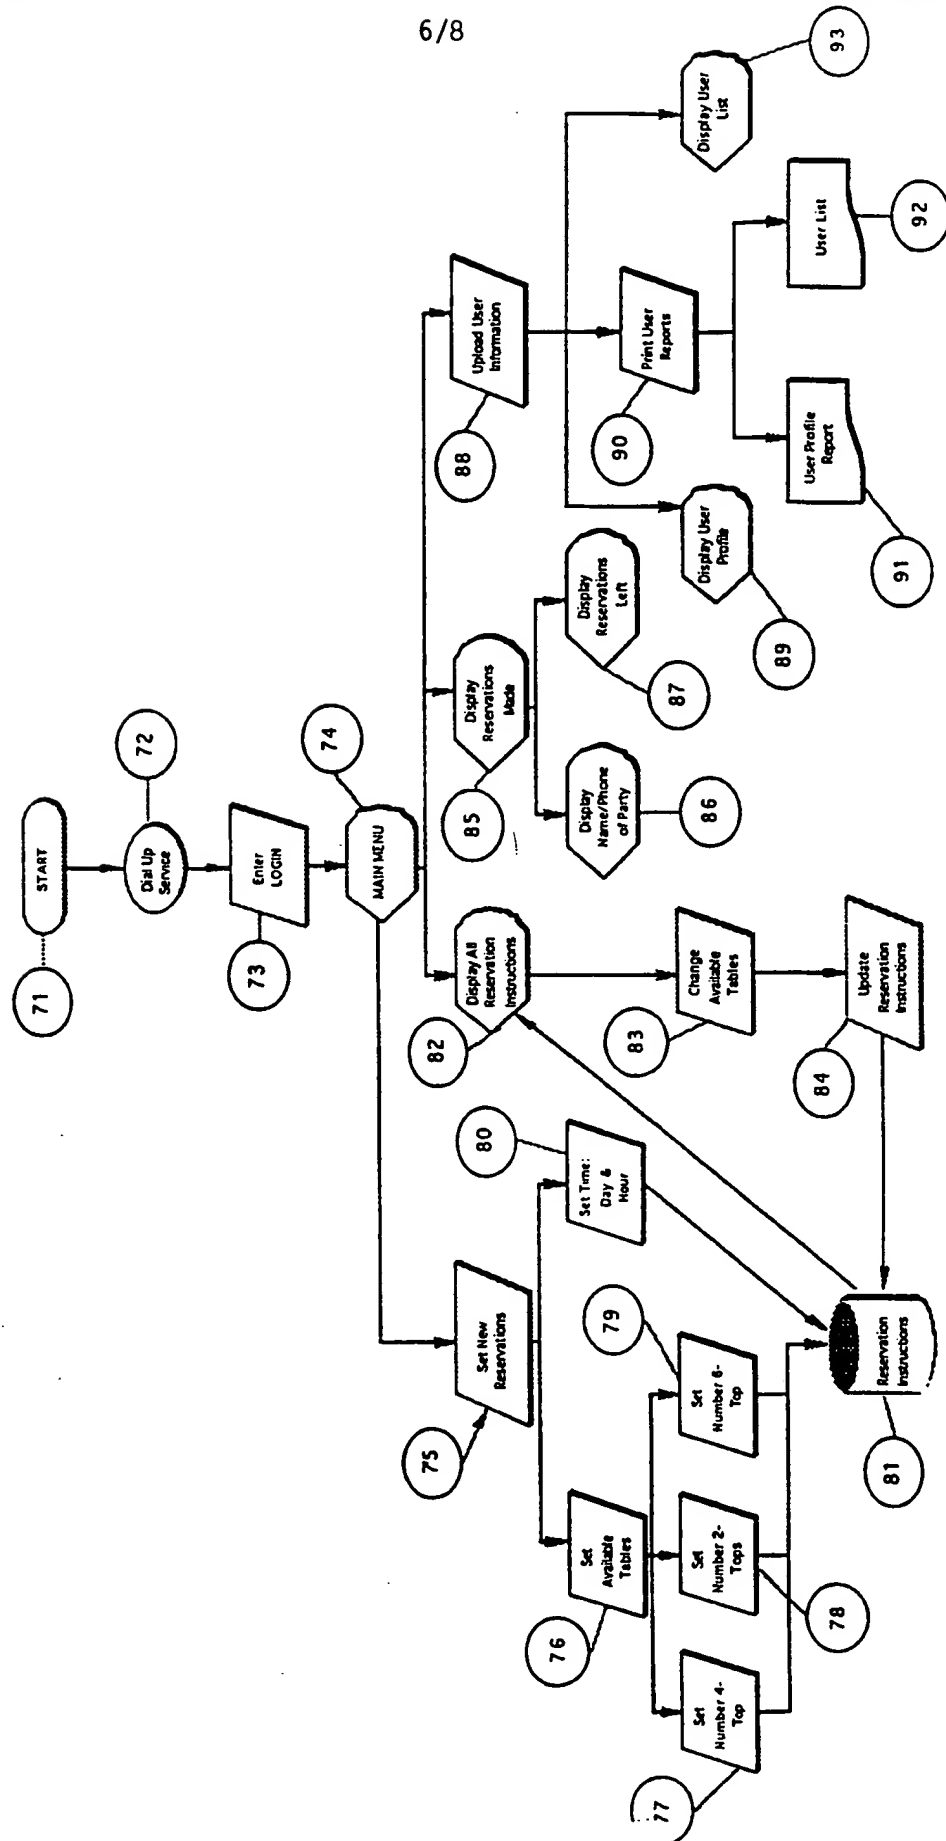 6/8
START
71
Dial Up
Service
72
Enter
LOGIN
73
MAIN MENU
74
Set New
Reservations
75
Set
Available
Tables
76
Set
Number 4-
Top
77
Set
Number 2-
Tops
78
Set
Number 6-
Top
79
Set Time:
Day &
Hour
80
Reservation
Instructions
81
Display All
Reservation
Instructions
82
Change
Available
Tables
83
Update
Reservation
Instructions
84
Display
Reservations
Made
85
Display
Name/Phone
of Party
86
Display
Reservations
Left
87
Upload User
Information
88
Display User
Profile
89
Print User
Reports
90
User Profile
Report
91
User List
92
Display User
List
93